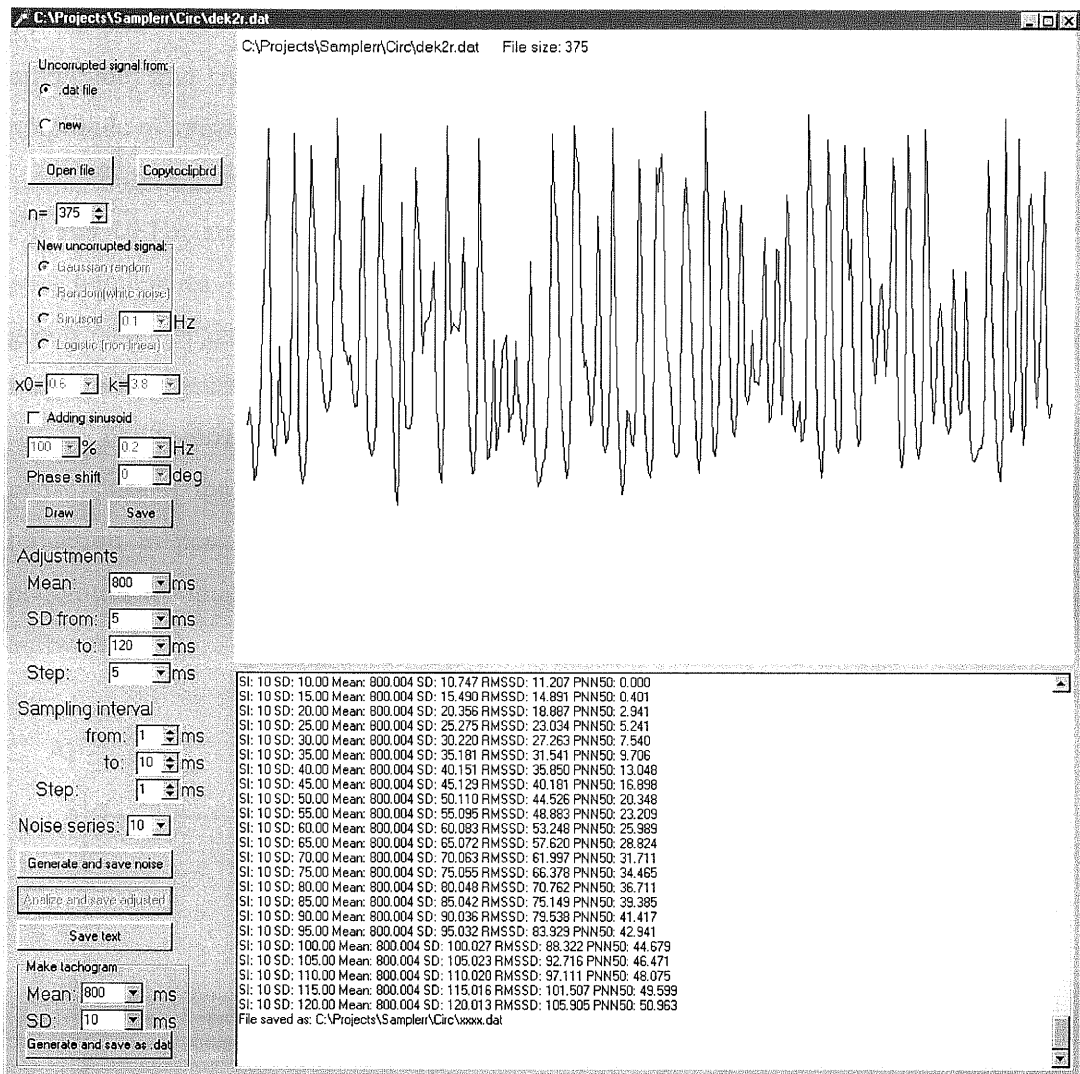 C:\Projects\Samplerr\Circ\dek2r.dat
C:\Projects\Samplerr\Circ\dek2r.dat File size: 375
Uncorrupted signal from:
.dat file
new
Open file Copytoclipbrd
n= 375
New uncorrupted signal:
Gaussian random
Random(white noise)
Sinusoid 0.1 Hz
Logistic (non-linear)
x0= 0.6 k= 3.8
Adding sinusoid
100 % 0.2 Hz
Phase shift 0 deg
Draw Save
Adjustments
Mean: 800 ms
SD from: 5 ms
to: 120 ms
Step: 5 ms
Sampling interval
from: 1 ms
to: 10 ms
Step: 1 ms
Noise series: 10
Generate and save noise
Analize and save adjusted
Save text
Make tachogram
Mean: 800 ms
SD: 10 ms
Generate and save as .dat
SI: 10 SD: 10.00 Mean: 800.004 SD: 10.747 RMSSD: 11.207 PNN50: 0.000
SI: 10 SD: 15.00 Mean: 800.004 SD: 15.490 RMSSD: 14.891 PNN50: 0.401
SI: 10 SD: 20.00 Mean: 800.004 SD: 20.356 RMSSD: 18.887 PNN50: 2.941
SI: 10 SD: 25.00 Mean: 800.004 SD: 25.275 RMSSD: 23.034 PNN50: 5.241
SI: 10 SD: 30.00 Mean: 800.004 SD: 30.220 RMSSD: 27.263 PNN50: 7.540
SI: 10 SD: 35.00 Mean: 800.004 SD: 35.181 RMSSD: 31.541 PNN50: 9.706
SI: 10 SD: 40.00 Mean: 800.004 SD: 40.151 RMSSD: 35.850 PNN50: 13.048
SI: 10 SD: 45.00 Mean: 800.004 SD: 45.129 RMSSD: 40.181 PNN50: 16.898
SI: 10 SD: 50.00 Mean: 800.004 SD: 50.110 RMSSD: 44.526 PNN50: 20.348
SI: 10 SD: 55.00 Mean: 800.004 SD: 55.095 RMSSD: 48.883 PNN50: 23.209
SI: 10 SD: 60.00 Mean: 800.004 SD: 60.083 RMSSD: 53.248 PNN50: 25.989
SI: 10 SD: 65.00 Mean: 800.004 SD: 65.072 RMSSD: 57.620 PNN50: 28.824
SI: 10 SD: 70.00 Mean: 800.004 SD: 70.063 RMSSD: 61.997 PNN50: 31.711
SI: 10 SD: 75.00 Mean: 800.004 SD: 75.055 RMSSD: 66.378 PNN50: 34.465
SI: 10 SD: 80.00 Mean: 800.004 SD: 80.048 RMSSD: 70.762 PNN50: 36.711
SI: 10 SD: 85.00 Mean: 800.004 SD: 85.042 RMSSD: 75.149 PNN50: 39.385
SI: 10 SD: 90.00 Mean: 800.004 SD: 90.036 RMSSD: 79.538 PNN50: 41.417
SI: 10 SD: 95.00 Mean: 800.004 SD: 95.032 RMSSD: 83.929 PNN50: 42.941
SI: 10 SD: 100.00 Mean: 800.004 SD: 100.027 RMSSD: 88.322 PNN50: 44.679
SI: 10 SD: 105.00 Mean: 800.004 SD: 105.023 RMSSD: 92.716 PNN50: 46.471
SI: 10 SD: 110.00 Mean: 800.004 SD: 110.020 RMSSD: 97.111 PNN50: 48.075
SI: 10 SD: 115.00 Mean: 800.004 SD: 115.016 RMSSD: 101.507 PNN50: 49.599
SI: 10 SD: 120.00 Mean: 800.004 SD: 120.013 RMSSD: 105.905 PNN50: 50.963
File saved as: C:\Projects\Samplerr\Circ\xxxx.dat